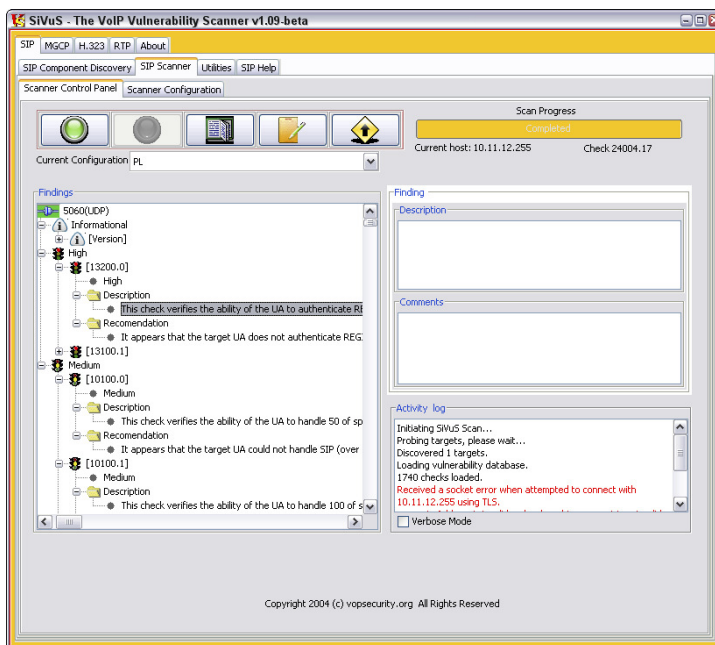 SiVuS - The VoIP Vulnerability Scanner v1.09-beta
SIP MGCP H.323 RTP About
SIP Component Discovery SIP Scanner Utilities SIP Help
Scanner Control Panel Scanner Configuration
Scan Progress
Completed
Current host: 10.11.12.255 Check 24004.17
Current Configuration PL
Findings
5060(UDP)
Informational
[Version]
High
[13200.0]
High
Description
This check verifies the ability of the UA to authenticate
Recomendation
It appears that the target UA does not authenticate
[13100.1]
Medium
[10100.0]
Medium
Description
This check verifies the ability of the UA to handle 50 of sp
Recomendation
It appears that the target UA could not handle SIP (over
[10100.1]
Medium
Description
This check verifies the ability of the UA to handle 100 of s
Finding
Description
Comments
Activity log
Initiating SiVuS Scan...
Probing targets, please wait...
Discovered 1 targets.
Loading vulnerability database.
1740 checks loaded.
Received a socket error when attempted to connect with
10.11.12.255 using TLS.
Verbose Mode
Copyright 2004 (c) vopsecurity.org All Rights Reserved